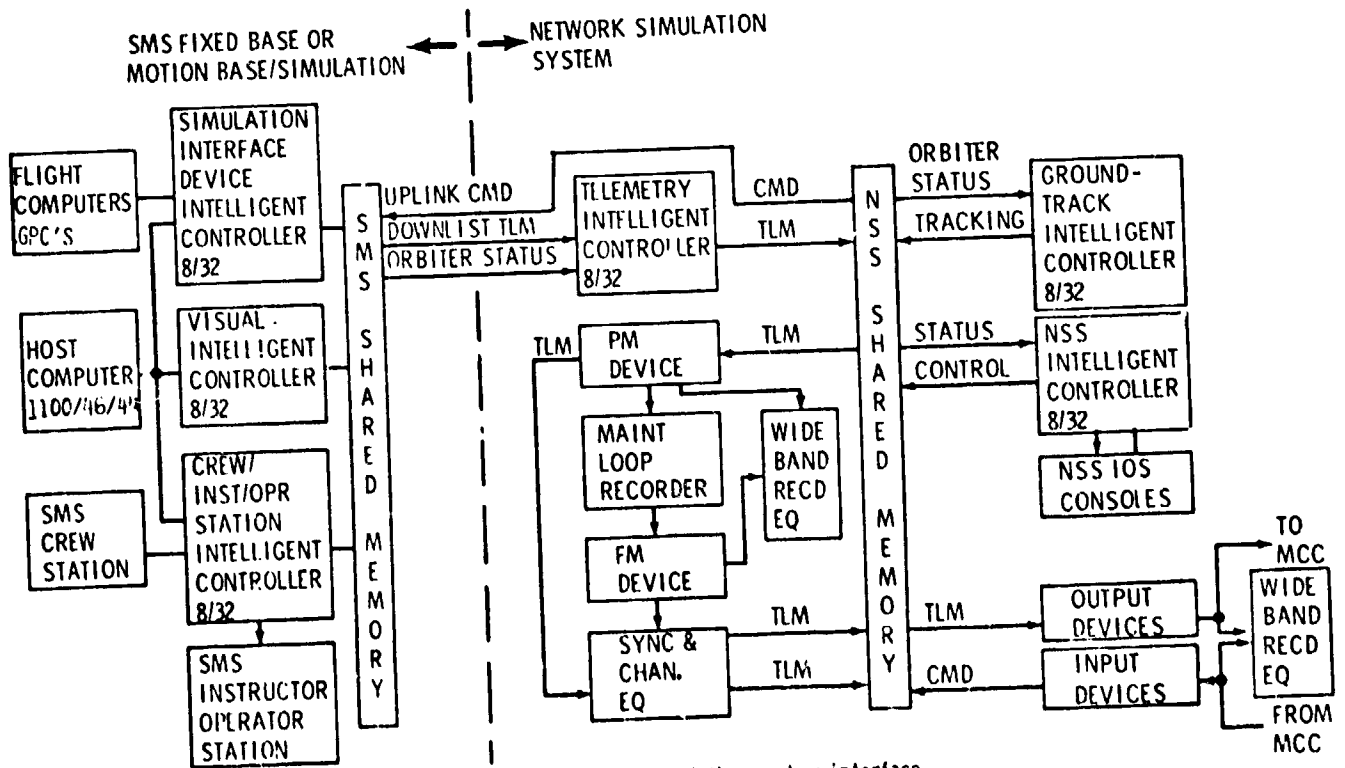 SMS FIXED BASE OR
MOTION BASE/SIMULATION
NETWORK SIMULATION
SYSTEM
FLIGHT
COMPUTERS
GPC'S
SIMULATION
INTERFACE
DEVICE
INTELLIGENT
CONTROLLER
8/32
HOST
COMPUTER
VISUAL
INTELLIGENT
CONTROLLER
8/32
SMS
CREW
STATION
CREW/
INST/OPR
STATION
INTELLIGENT
CONTROLLER
8/32
SMS
INSTRUCTOR
OPERATOR
STATION
SMS SHARED MEMORY
UPLINK CMD
DOWNLIST TLM
ORBITER STATUS
TELEMETRY
INTELLIGENT
CONTROLLER
8/32
CMD
TLM
TLM
PM
DEVICE
TLM
MAINT
LOOP
RECORDER
WIDE
BAND
RECD
EQ
FM
DEVICE
SYNC &
CHAN.
EQ
TLM
TLM
NSS SHARED MEMORY
ORBITER
STATUS
TRACKING
GROUND-
TRACK
INTELLIGENT
CONTROLLER
8/32
STATUS
CONTROL
NSS
INTELLIGENT
CONTROLLER
8/32
NSS IOS
CONSOLES
TLM
OUTPUT
DEVICES
CMD
INPUT
DEVICES
TO
MCC
WIDE
BAND
RECD
EQ
FROM
MCC
interface